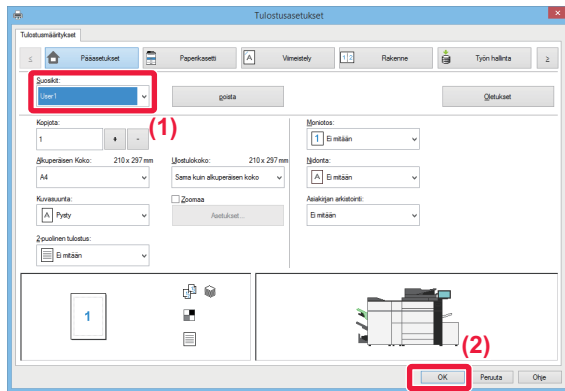 Tulostusasetukset
Tulostusmääritykset
Pääasetukset Paperikasetti Viimeistely Rakenne Työn hallinta
Suosikit:
User1 poista Oletukset
(1)
Kopioita: Moniotos:
1 + - 1 Ei mitään
Alkuperäisen Koko: 210 x 297 mm Ulostulokoko: 210 x 297 mm Nidonta:
A4 Sama kuin alkuperäisen koko A Ei mitään
Kuvasuunta: Zoomaa Asiakirjan arkistointi:
A Pysty Asetukset... Ei mitään
2-puolinen tulostus:
Ei mitään
1
(2)
OK Peruuta Ohje